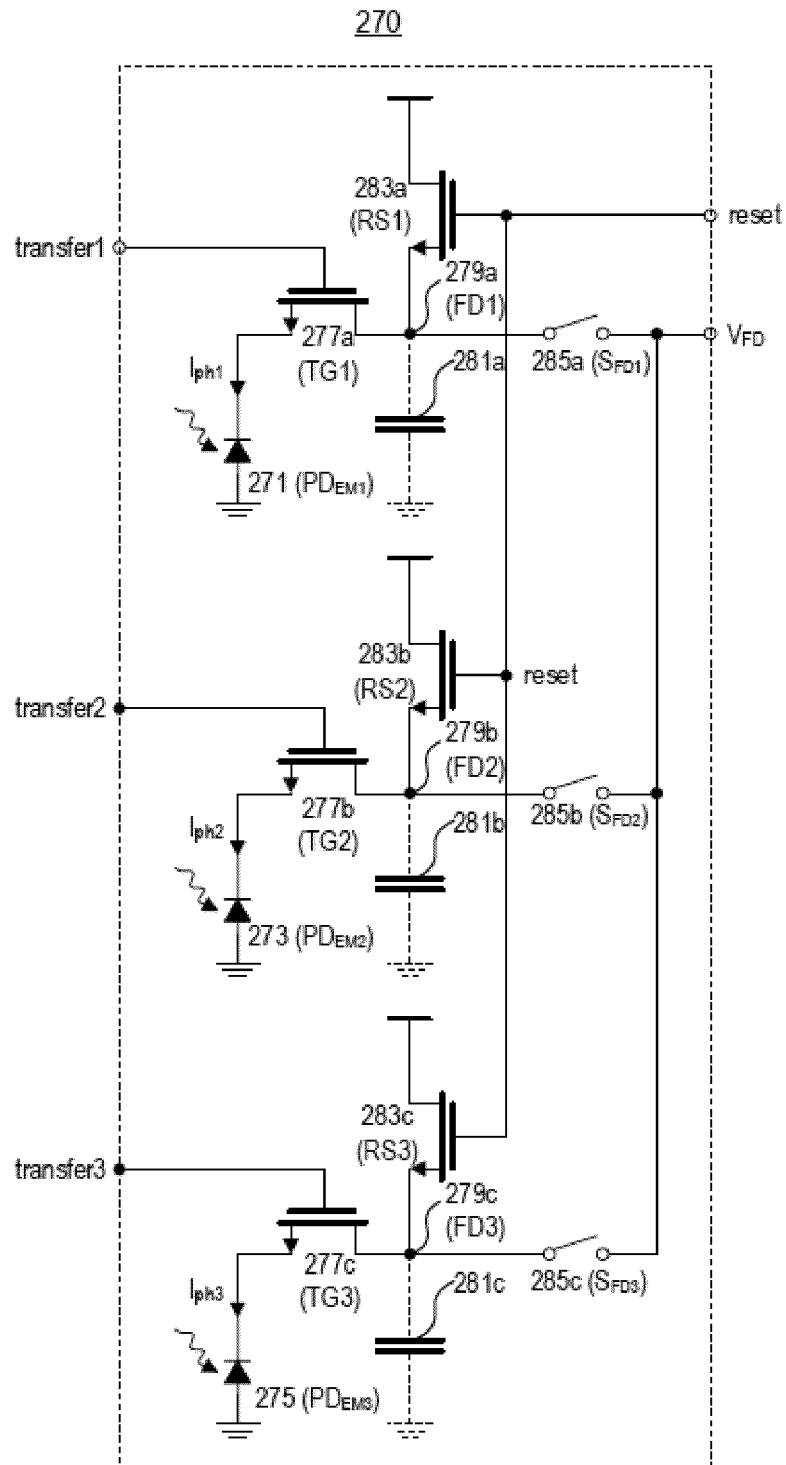 270
283a
(RS1)
reset
transfer1
279a
(FD1)
277a
(TG1)
285a (SFD1)
VFD
Iph1
281a
271 (PDEM1)
283b
(RS2)
reset
transfer2
279b
(FD2)
277b
(TG2)
285b (SFD2)
Iph2
281b
273 (PDEM2)
283c
(RS3)
transfer3
279c
(FD3)
277c
(TG3)
285c (SFD3)
Iph3
281c
275 (PDEM3)